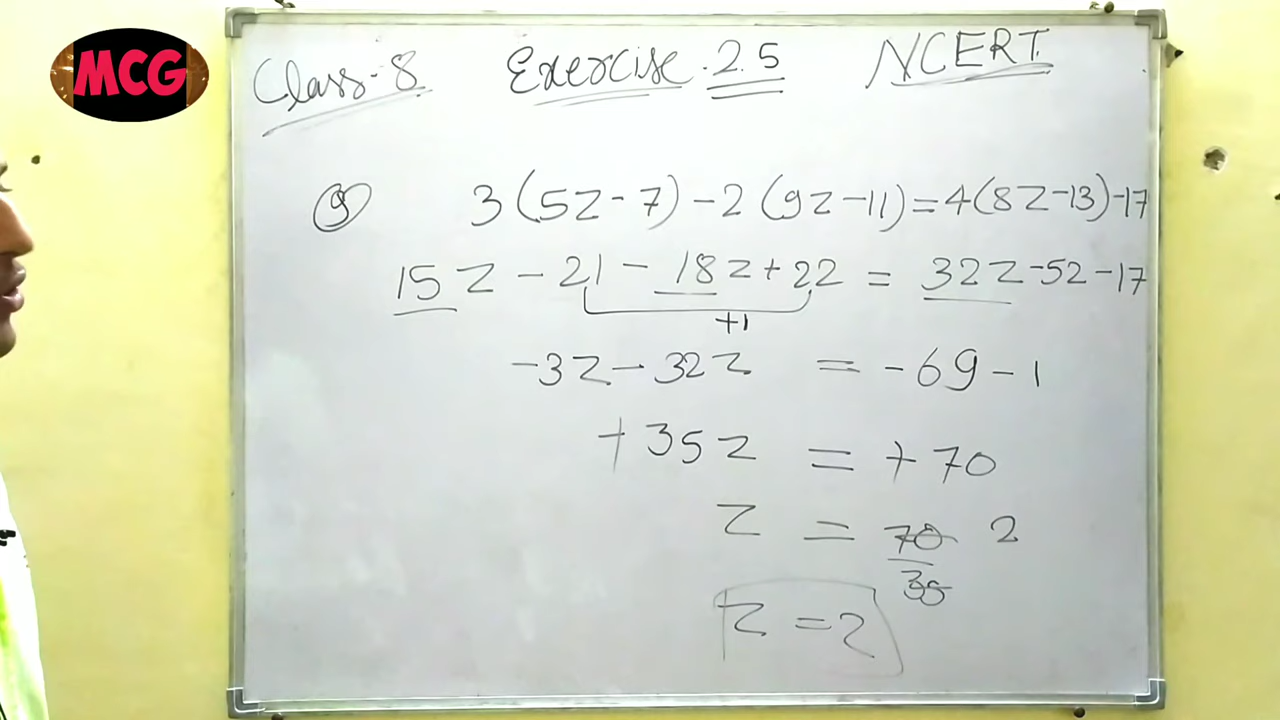 MCG
Class-8 Exercise.2.5 NCERT.
9 3(5z-7)-2(9z-11)=4(8z-13)-17
15z-21-18z+22=32z-52-17
+1
-3z-32z=-69-1
+35z=+70
z=70/35 2
z=2